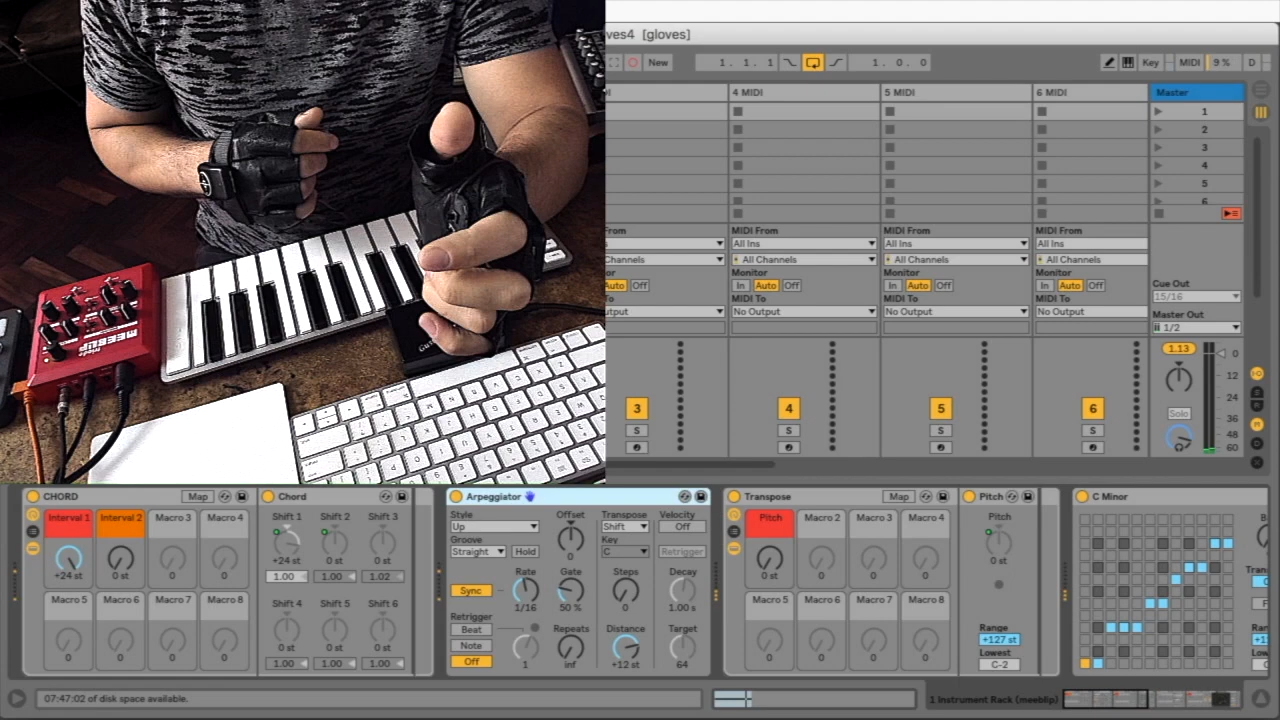 ves4 [gloves]
New
1. 1. 1
1. 0. 0
Key
MIDI
9 %
D
4 MIDI
5 MIDI
6 MIDI
Master
1
2
3
4
5
6
From
MIDI From
MIDI From
MIDI From
All Ins
All Ins
All Ins
Channels
All Channels
All Channels
All Channels
Monitor
Monitor
Monitor
Auto Off
In Auto Off
In Auto Off
In Auto Off
MIDI To
MIDI To
MIDI To
Output
No Output
No Output
No Output
Cue Out
15/16
Master Out
1/2
1.13
0
12
24
36
48
60
Solo
3
4
5
6
S
S
S
S
MEEBLIP
CHORD
Map
Interval 1
Interval 2
Macro 3
Macro 4
+24 st
0 st
0
0
Macro 5
Macro 6
Macro 7
Macro 8
0
0
0
0
Chord
Shift 1
Shift 2
Shift 3
+24 st
0 st
0 st
1.00
1.00
1.02
Shift 4
Shift 5
Shift 6
0 st
0 st
0 st
1.00
1.00
1.00
Arpeggiator
Style
Up
Groove
Straight
Hold
Offset
0
Transpose
Shift
Key
C
Velocity
Off
Retrigger
Sync
Rate
1/16
Gate
50 %
Steps
0
Decay
1.00 s
Retrigger
Beat
Note
Off
1
Repeats
inf
Distance
+12 st
Target
64
Transpose
Map
Pitch
Macro 2
Macro 3
Macro 4
0 st
0
0
0
Macro 5
Macro 6
Macro 7
Macro 8
0
0
0
0
Pitch
Pitch
0 st
Range
+127 st
Lowest
C-2
C Minor
07:47:02 of disk space available.
1 Instrument Rack (meeblip)